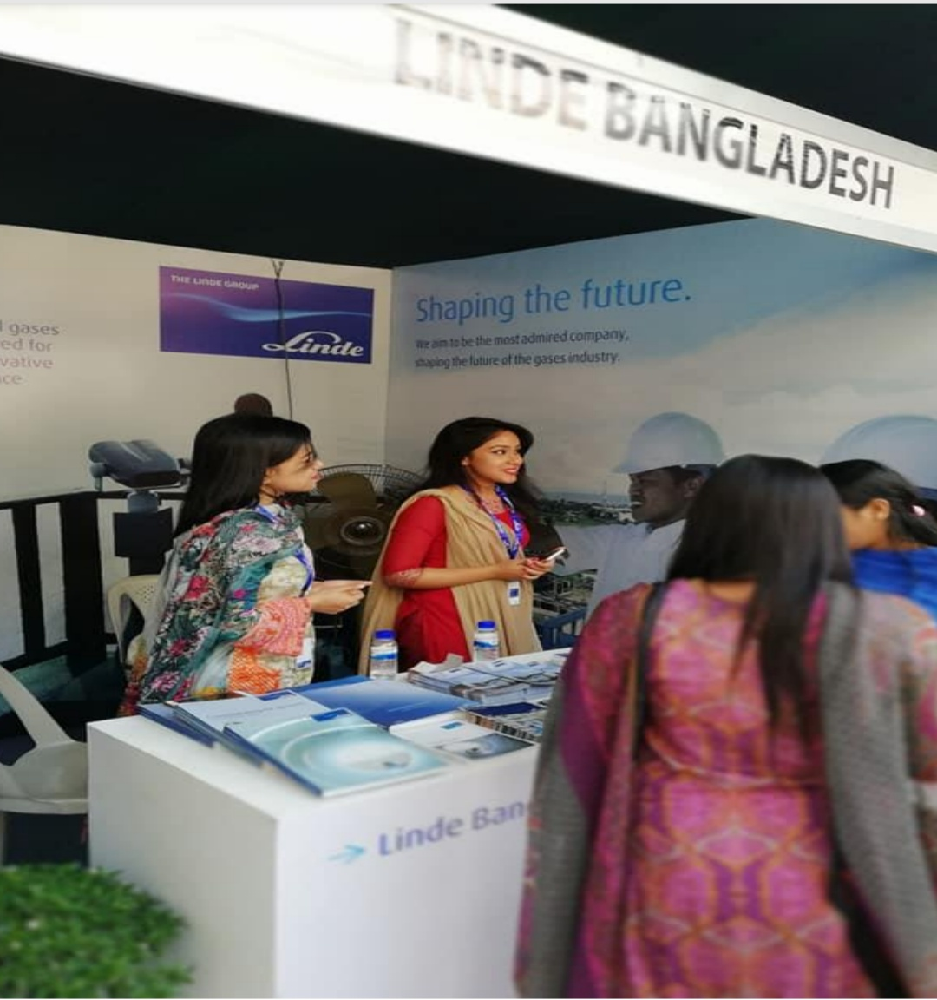 LINDE BANGLADESH
THE LINDE GROUP
Linde
Shaping the future.
We aim to be the most admired company,
shaping the future of the gases industry.
l gases
ed for
vative
ice
→ Linde Ban